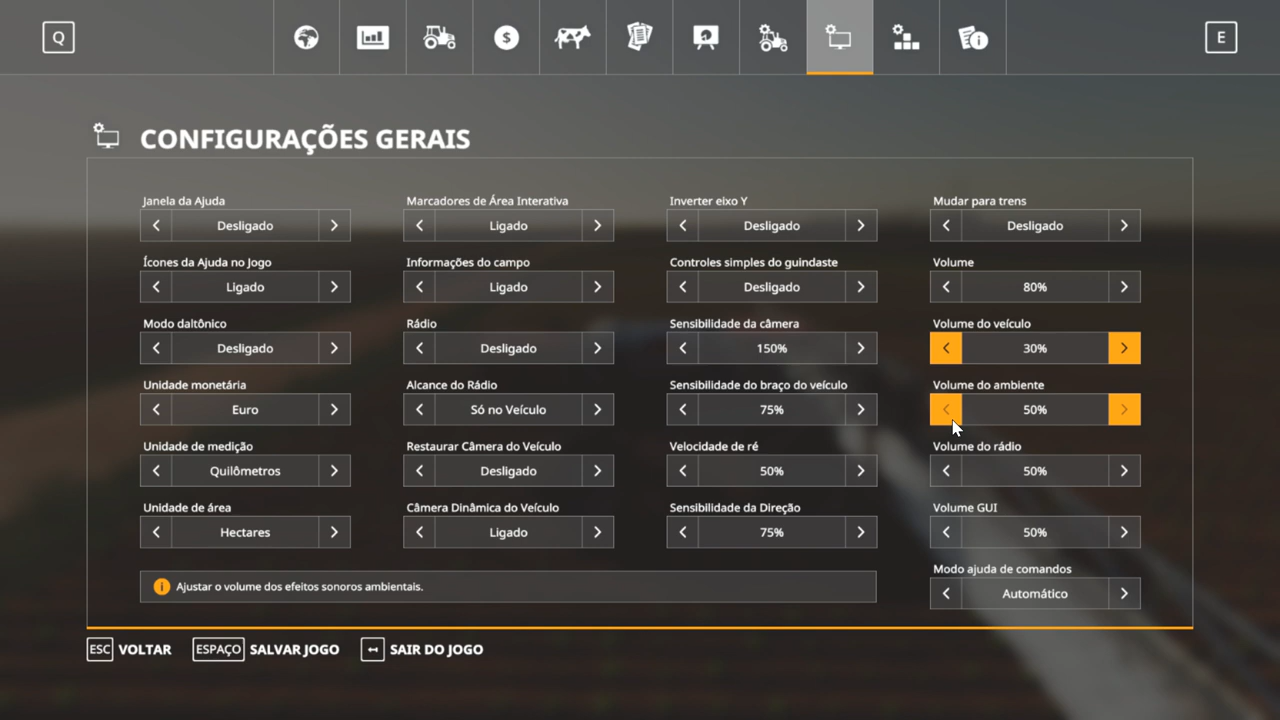 Q
E
CONFIGURAÇÕES GERAIS
Janela da Ajuda
Desligado
Ícones da Ajuda no Jogo
Ligado
Modo daltônico
Desligado
Unidade monetária
Euro
Unidade de medição
Quilômetros
Unidade de área
Hectares
Marcadores de Área Interativa
Ligado
Informações do campo
Ligado
Rádio
Desligado
Alcance do Rádio
Só no Veículo
Restaurar Câmera do Veículo
Desligado
Câmera Dinâmica do Veículo
Ligado
Inverter eixo Y
Desligado
Controles simples do guindaste
Desligado
Sensibilidade da câmera
150%
Sensibilidade do braço do veículo
75%
Velocidade de ré
50%
Sensibilidade da Direção
75%
Mudar para trens
Desligado
Volume
80%
Volume do veículo
30%
Volume do ambiente
50%
Volume do rádio
50%
Volume GUI
50%
Modo ajuda de comandos
Automático
Ajustar o volume dos efeitos sonoros ambientais.
ESC VOLTAR ESPAÇO SALVAR JOGO SAIR DO JOGO